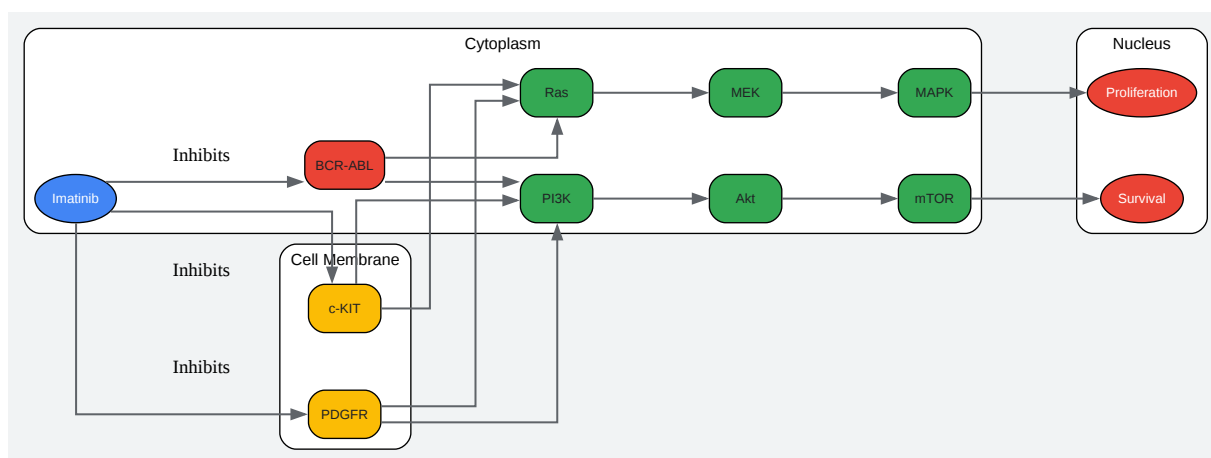 Cytoplasm
Nucleus
Ras
MEK
MAPK
Proliferation
Inhibits
BCR-ABL
Imatinib
PI3K
Akt
mTOR
Survival
Cell Membrane
Inhibits
c-KIT
Inhibits
PDGFR